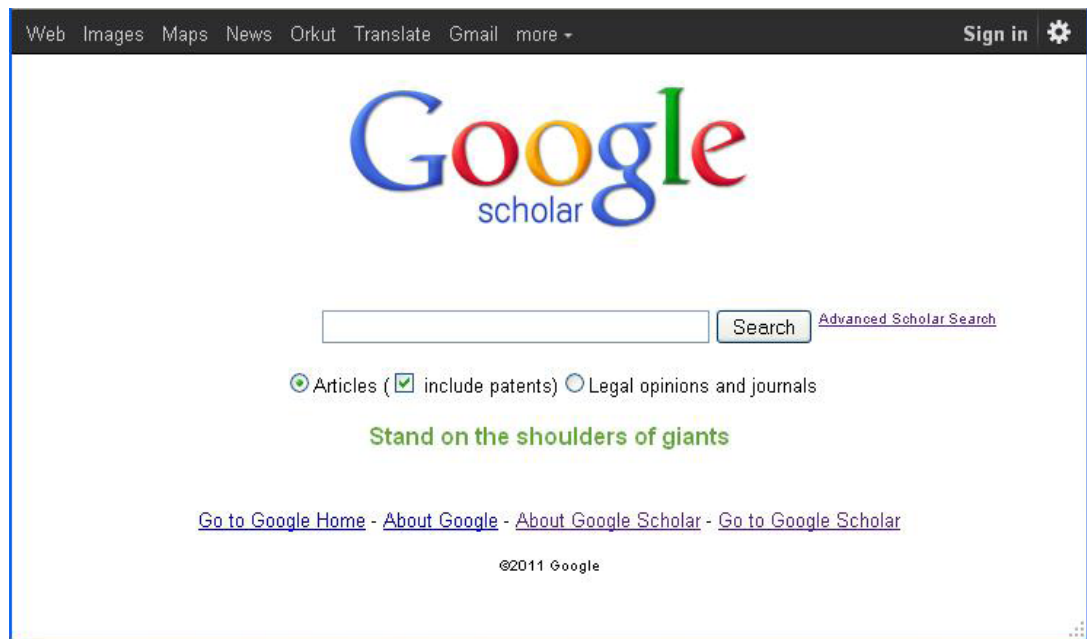 Web Images Maps News Orkut Translate Gmail more Sign in
Google
scholar
Search Advanced Scholar Search
Articles ( include patents) Legal opinions and journals
Stand on the shoulders of giants
Go to Google Home - About Google - About Google Scholar - Go to Google Scholar
©2011 Google